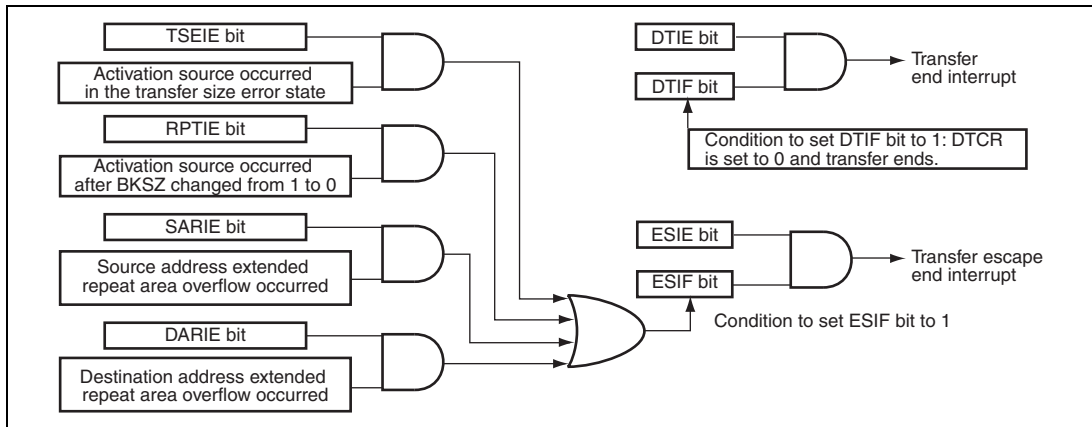 TSEIE bit
Activation source occurred
in the transfer size error state
RPTIE bit
Activation source occurred
after BKSZ changed from 1 to 0
SARIE bit
Source address extended
repeat area overflow occurred
DARIE bit
Destination address extended
repeat area overflow occurred
DTIE bit
DTIF bit
Transfer
end interrupt
Condition to set DTIF bit to 1: DTCR
is set to 0 and transfer ends.
ESIE bit
ESIF bit
Transfer escape
end interrupt
Condition to set ESIF bit to 1